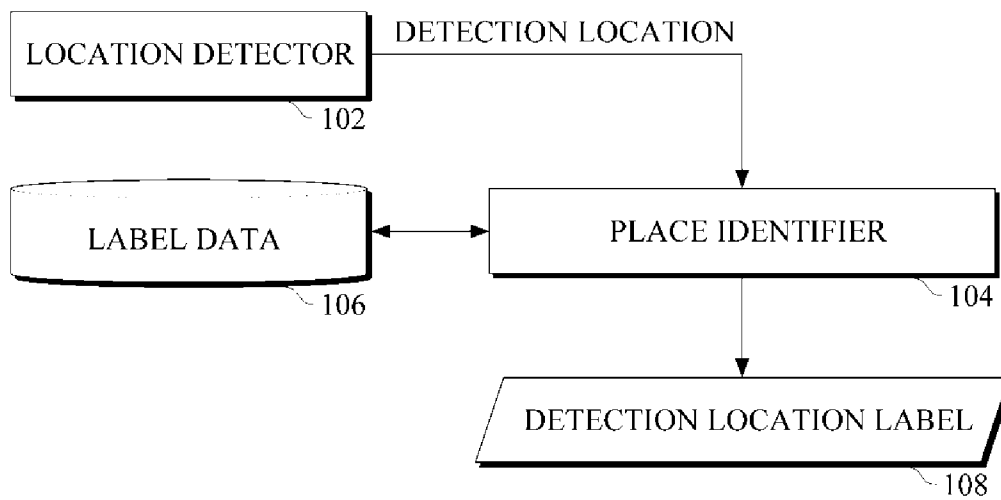 LOCATION DETECTOR
102
DETECTION LOCATION
LABEL DATA
106
PLACE IDENTIFIER
104
DETECTION LOCATION LABEL
108